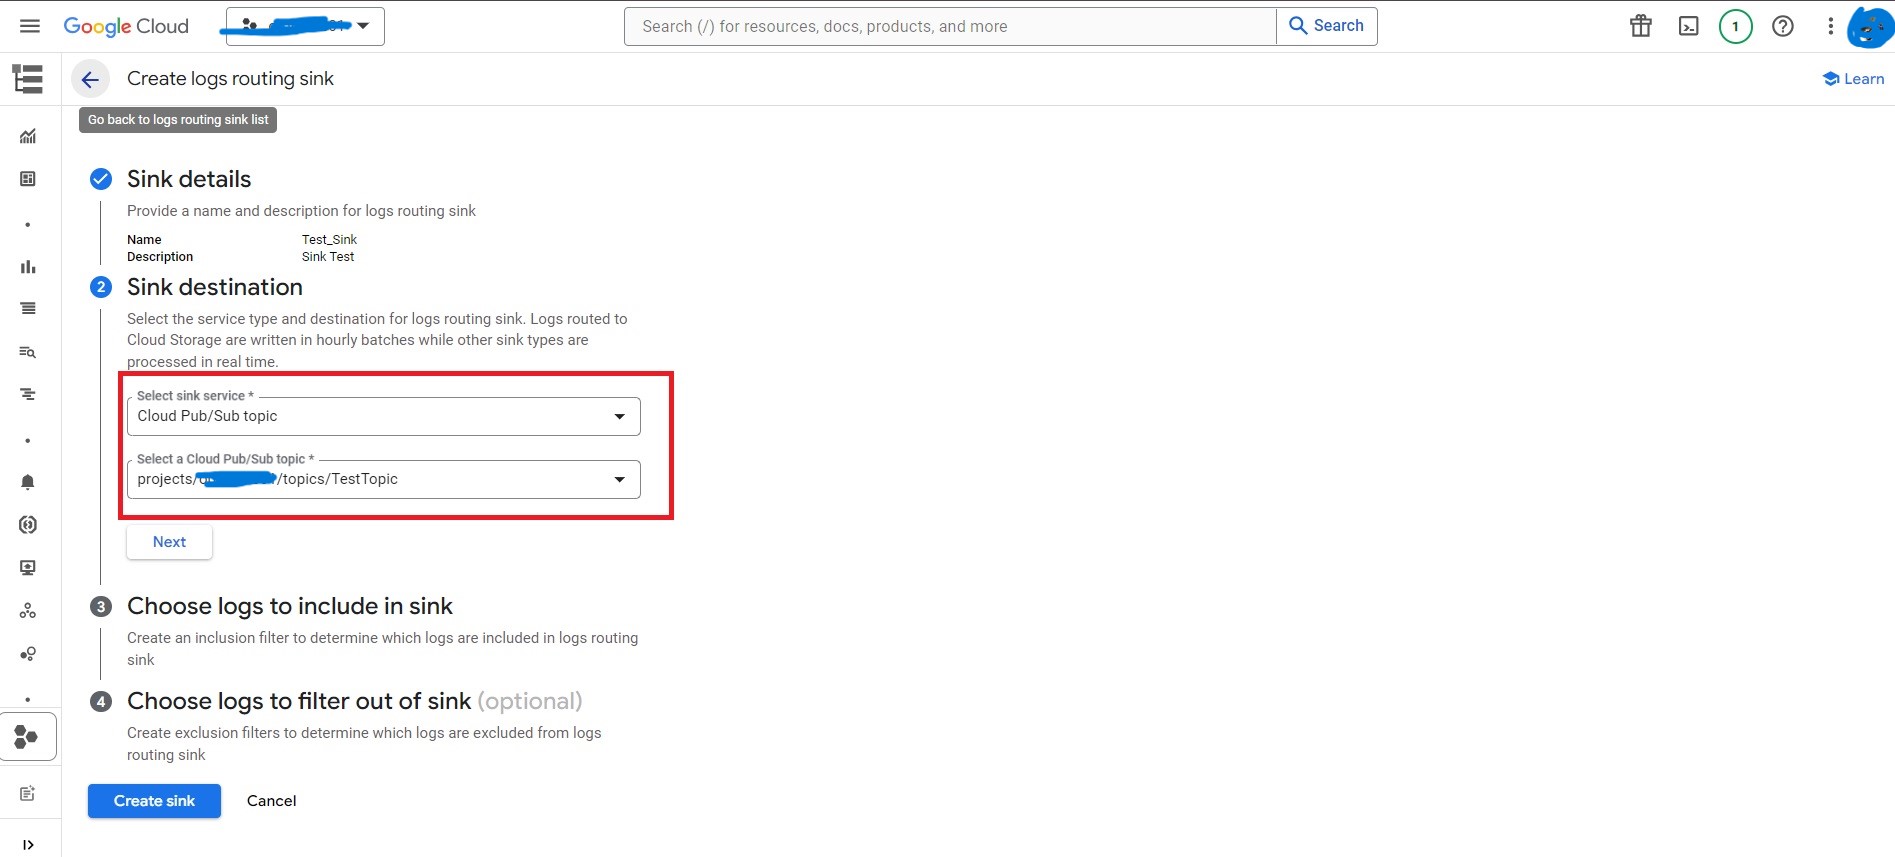 Google Cloud
Search (/) for resources, docs, products, and more
Search
1
Create logs routing sink
Learn
Go back to logs routing sink list
Sink details
Provide a name and description for logs routing sink
Name Test_Sink
Description Sink Test
2 Sink destination
Select the service type and destination for logs routing sink. Logs routed to
Cloud Storage are written in hourly batches while other sink types are
processed in real time.
Select sink service *
Cloud Pub/Sub topic
Select a Cloud Pub/Sub topic *
projects/ /topics/TestTopic
Next
3 Choose logs to include in sink
Create an inclusion filter to determine which logs are included in logs routing
sink
4 Choose logs to filter out of sink (optional)
Create exclusion filters to determine which logs are excluded from logs
routing sink
Create sink Cancel